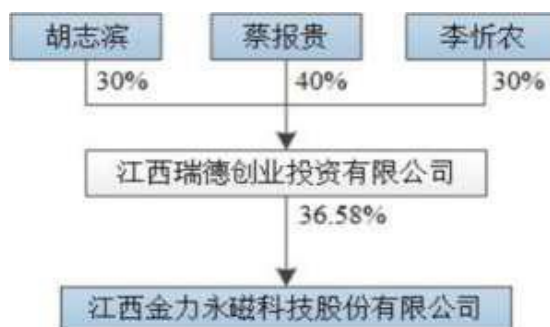 胡志滨 蔡报贵 李忻农
30% 40% 30%
江西瑞德创业投资有限公司
36.58%
江西金力永磁科技股份有限公司